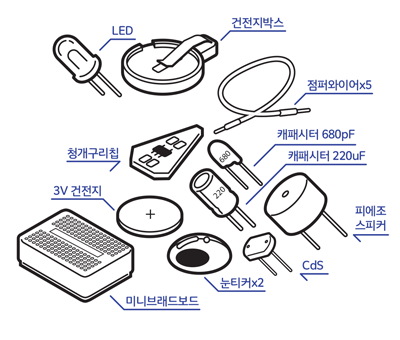 LED
건전지박스
점퍼와이어x5
캐패시터 680pF
청개구리칩
캐패시터 220uF
680
220
3V 건전지
+
피에조
스피커
CdS
눈티커x2
미니브래드보드